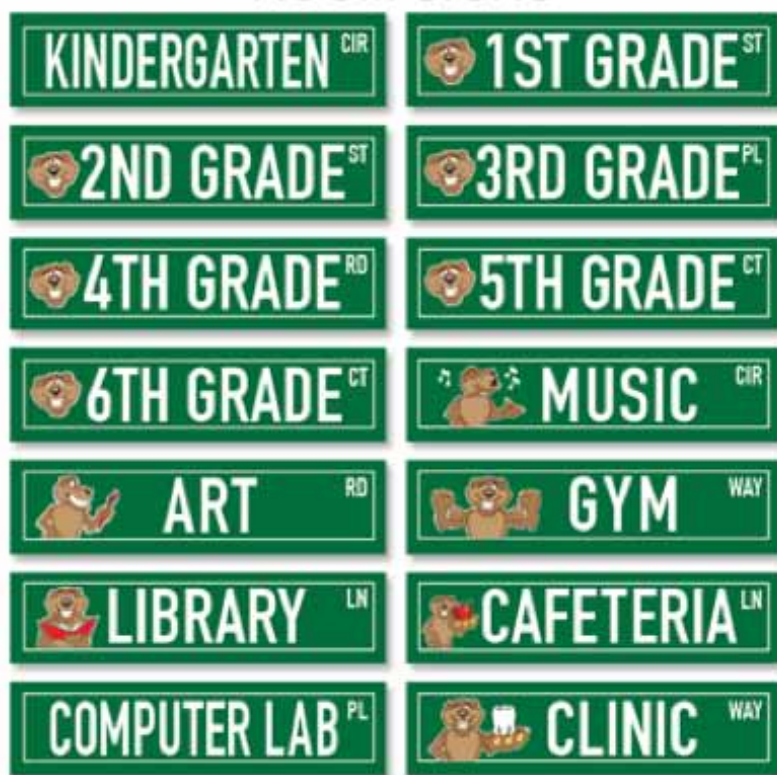 KINDERGARTEN CIR
1ST GRADE ST
2ND GRADE ST
3RD GRADE PL
4TH GRADE RD
5TH GRADE CT
6TH GRADE CT
MUSIC CIR
ART RD
GYM WAY
LIBRARY LN
CAFETERIA LN
COMPUTER LAB PL
CLINIC WAY